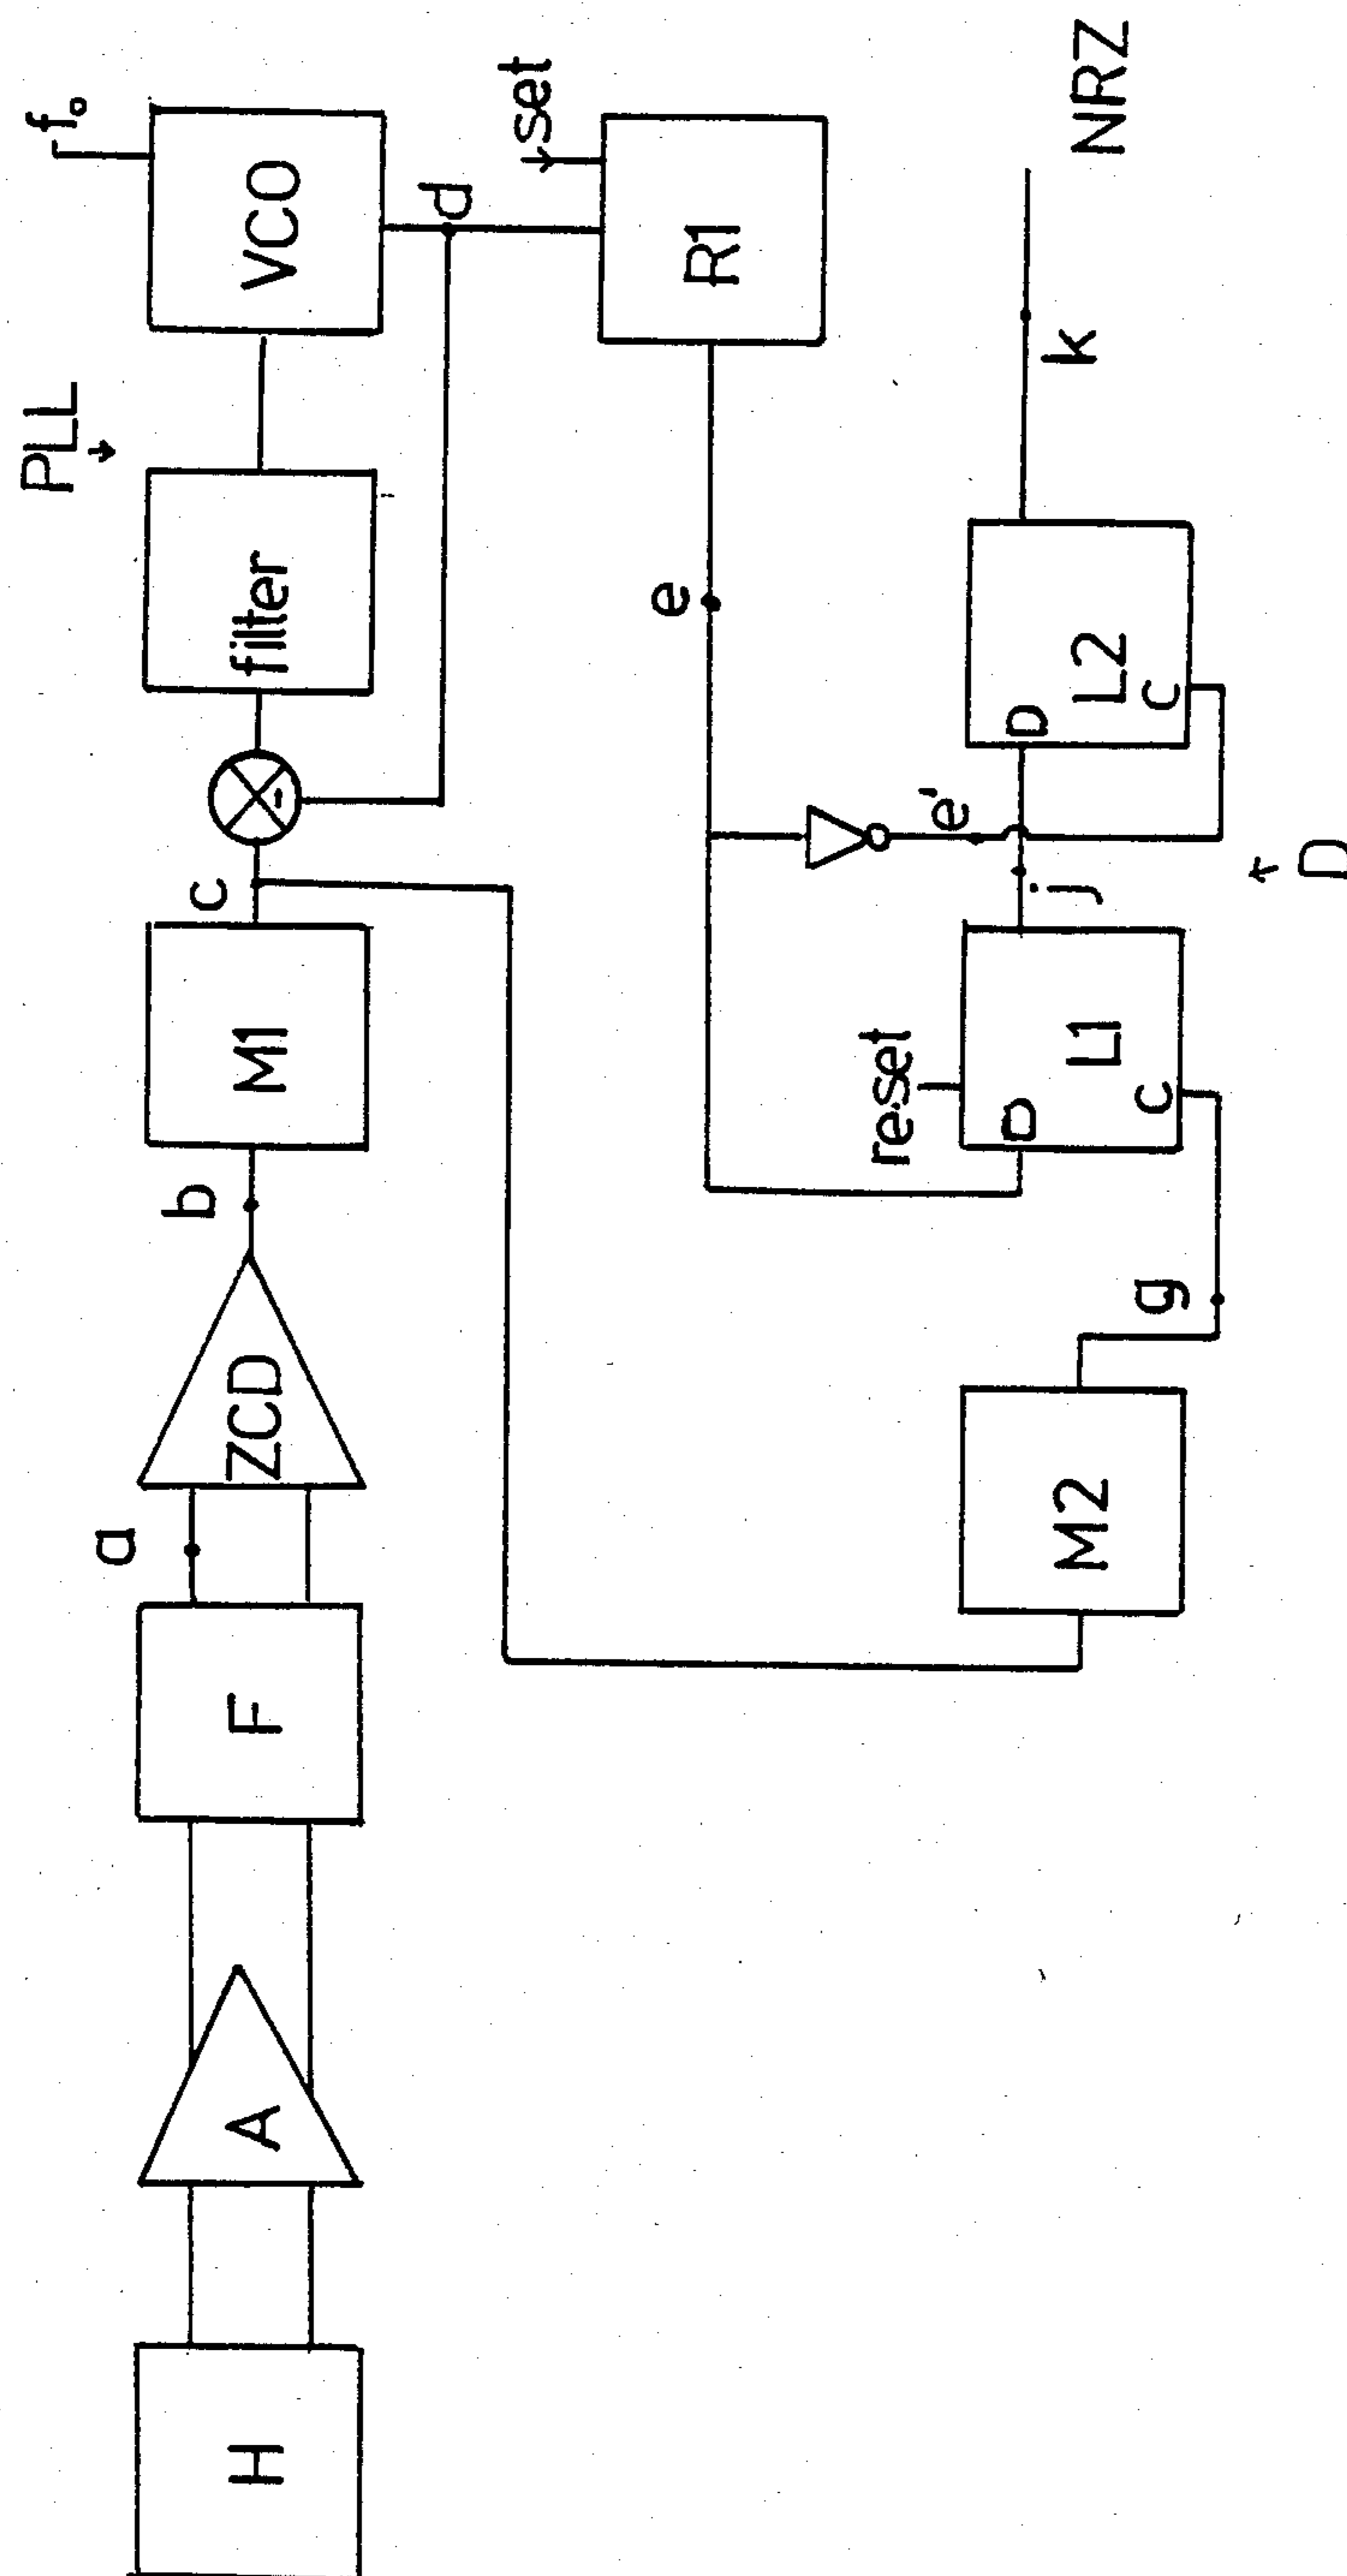 PLL
f₀
H
A
F
a
ZCD
b
M1
c
-
filter
VCO
d
set
R1
e
e'
reset
M2
g
D
C
L1
j
D
C
L2
k
NRZ
D